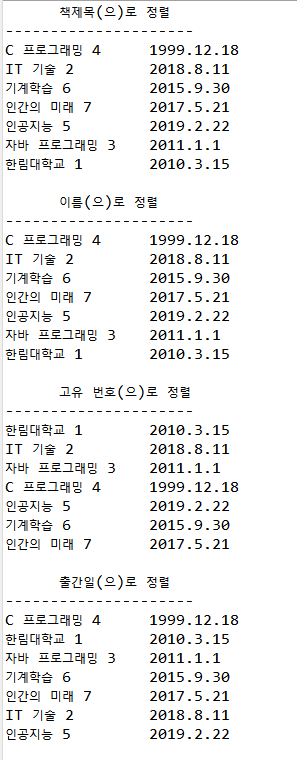 책제목(으)로 정렬
---------------------
C 프로그래밍 4 1999.12.18
IT 기술 2 2018.8.11
기계학습 6 2015.9.30
인간의 미래 7 2017.5.21
인공지능 5 2019.2.22
자바 프로그래밍 3 2011.1.1
한림대학교 1 2010.3.15
이름(으)로 정렬
---------------------
C 프로그래밍 4 1999.12.18
IT 기술 2 2018.8.11
기계학습 6 2015.9.30
인간의 미래 7 2017.5.21
인공지능 5 2019.2.22
자바 프로그래밍 3 2011.1.1
한림대학교 1 2010.3.15
고유 번호(으)로 정렬
---------------------
한림대학교 1 2010.3.15
IT 기술 2 2018.8.11
자바 프로그래밍 3 2011.1.1
C 프로그래밍 4 1999.12.18
인공지능 5 2019.2.22
기계학습 6 2015.9.30
인간의 미래 7 2017.5.21
출간일(으)로 정렬
---------------------
C 프로그래밍 4 1999.12.18
한림대학교 1 2010.3.15
자바 프로그래밍 3 2011.1.1
기계학습 6 2015.9.30
인간의 미래 7 2017.5.21
IT 기술 2 2018.8.11
인공지능 5 2019.2.22